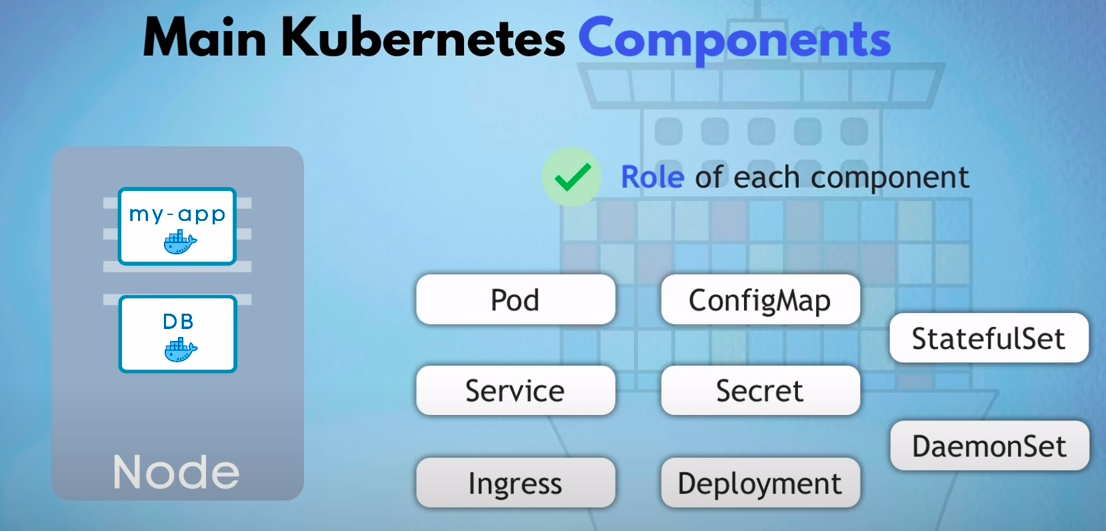 Main Kubernetes Components
Role of each component
my-app
DB
Node
Pod
ConfigMap
StatefulSet
Service
Secret
DaemonSet
Ingress
Deployment